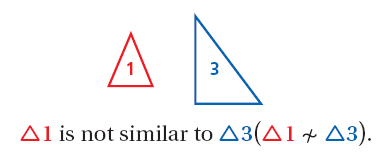 1
3
△1 is not similar to △3(△1 ≁ △3).